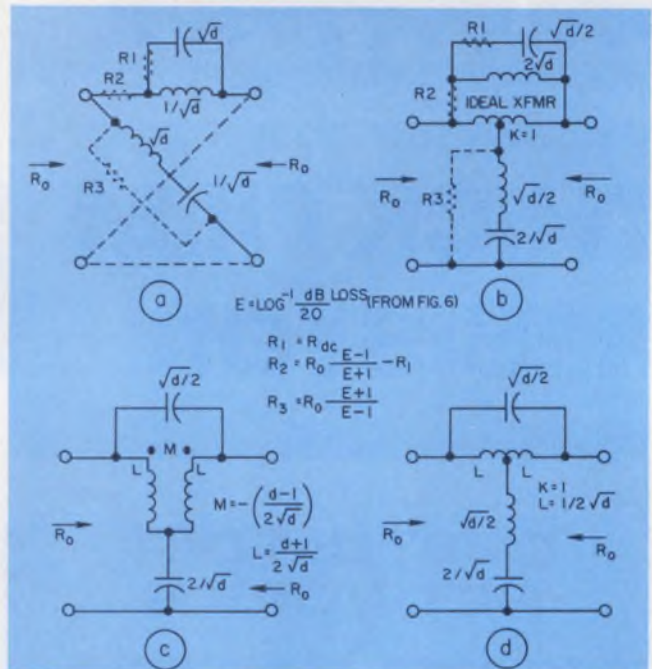 R1
√d
R2
1/√d
√d
R3
1/√d
R₀
R₀
a
R1
√d/2
2√d
R2
IDEAL XFMR
K=1
R3
√d/2
2/√d
R₀
R₀
b
E=LOG⁻¹ dB LOSS/20 (FROM FIG. 6)
R₁ = R dc
R₂ = R₀ E-1/E+1 - R₁
R₃ = R₀ E+1/E-1
√d/2
M
L
L
M=-(d-1/2√d)
L=d+1/2√d
2/√d
R₀
R₀
c
√d/2
L
L
K=1
L=1/2√d
√d/2
2/√d
R₀
R₀
d